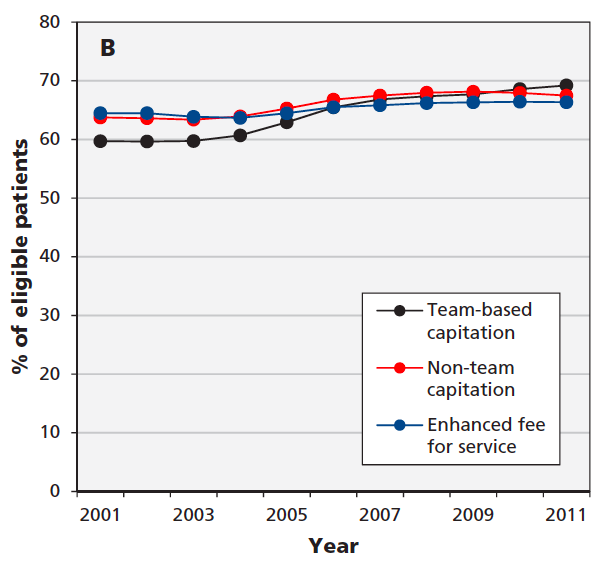 80
B
70
60
50
40
30
20
10
0
% of eligible patients
Team-based
capitation
Non-team
capitation
Enhanced fee
for service
2001 2003 2005 2007 2009 2011
Year